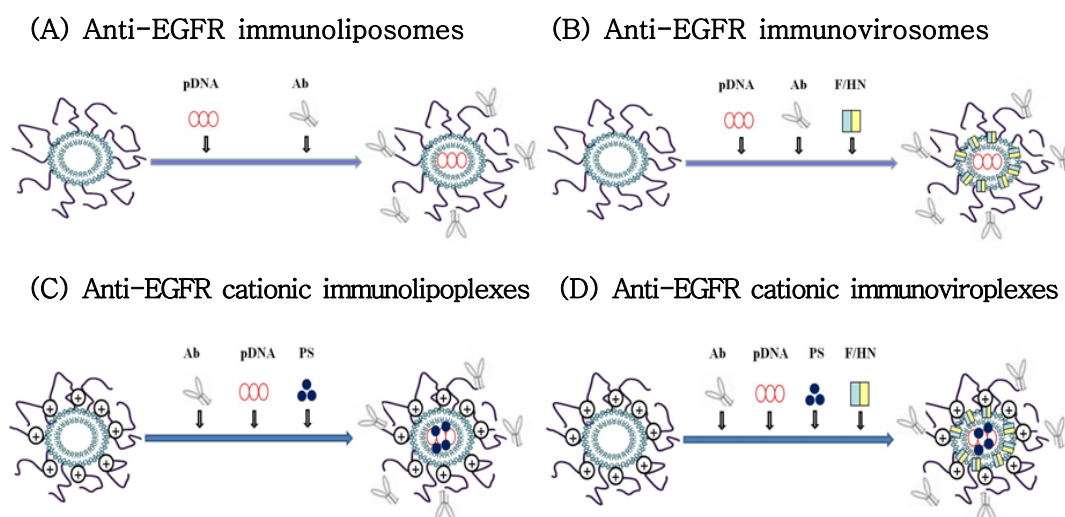 (A) Anti-EGFR immunoliposomes
pDNA Ab
(B) Anti-EGFR immunovirosomes
pDNA Ab F/HN
(C) Anti-EGFR cationic immunolipoplexes
Ab pDNA PS
+ + + + + + + +
+ + + + + + + +
(D) Anti-EGFR cationic immunoviroplexes
Ab pDNA PS F/HN
+ + + + + + + +
+ + + + + + + +